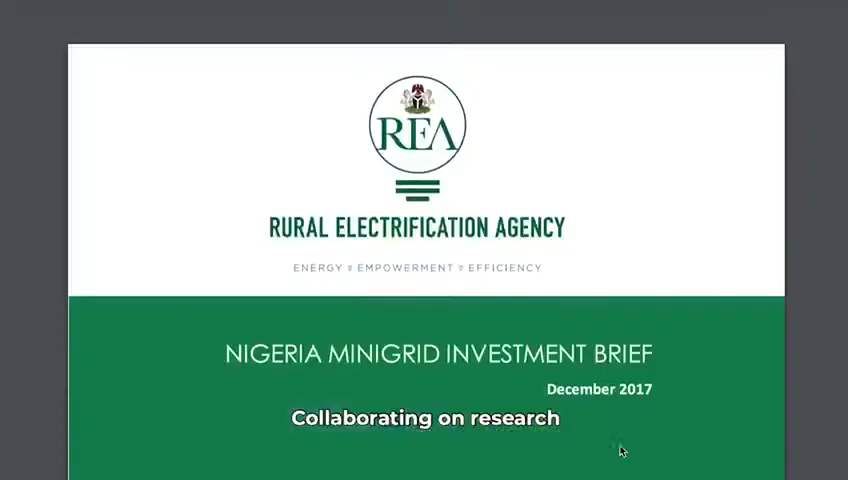 REA
RURAL ELECTRIFICATION AGENCY
ENERGY EMPOWERMENT EFFICIENCY
NIGERIA MINIGRID INVESTMENT BRIEF
December 2017
Collaborating on research